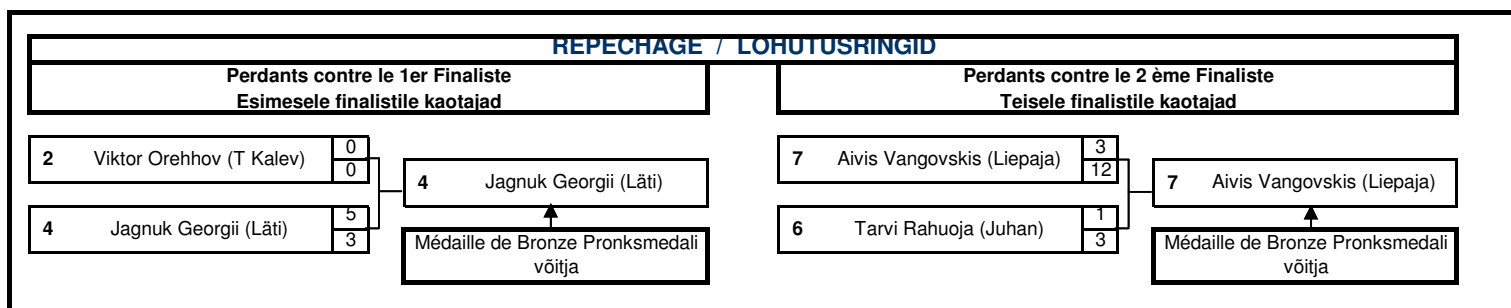 REPECHAGE / LOHUTUSRINGID
Perdants contre le 1er Finaliste
Esimesele finalistile kaotajad
Perdants contre le 2 ème Finaliste
Teisele finalistile kaotajad
2 Viktor Orehhov (T Kalev) 0
0
4 Jagnuk Georgii (Läti)
4 Jagnuk Georgii (Läti) 5
3
Médaille de Bronze Pronksmedali
võitja
7 Aivis Vangovskis (Liepaja) 3
12
7 Aivis Vangovskis (Liepaja)
6 Tarvi Rahuoja (Juhan) 1
3
Médaille de Bronze Pronksmedali
võitja